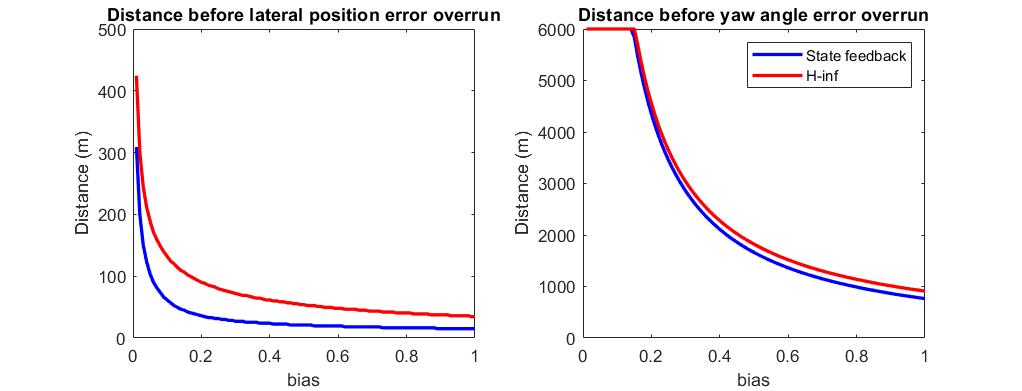 Distance before lateral position error overrun
500
400
300
200
100
0
Distance (m)
0 0.2 0.4 0.6 0.8 1
bias
Distance before yaw angle error overrun
6000
5000
4000
3000
2000
1000
0
Distance (m)
0 0.2 0.4 0.6 0.8 1
bias
State feedback
H-inf